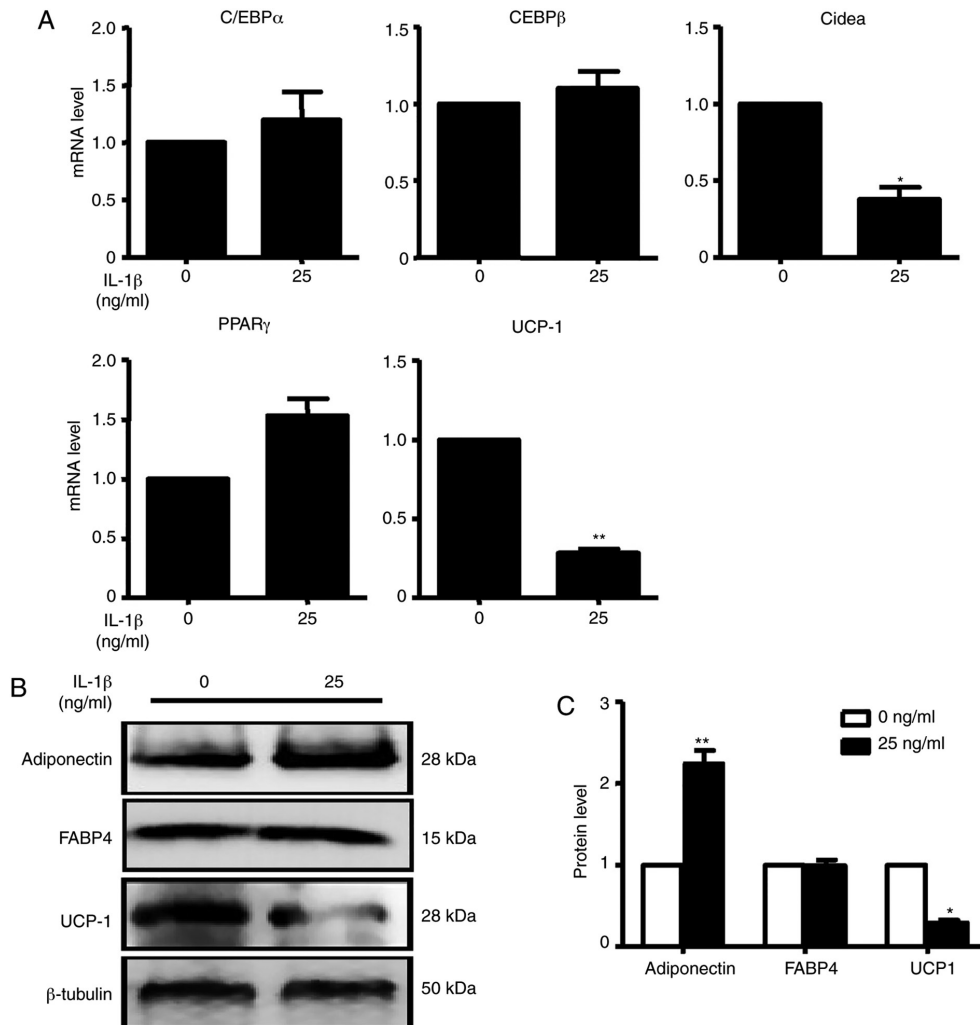 A
C/EBPα
CEBPβ
Cidea
mRNA level
2.0
1.5
1.0
0.5
0
1.5
1.0
0.5
0
1.5
1.0
0.5
0
*
IL-1β
(ng/ml)
0
25
0
25
0
25
PPARγ
UCP-1
mRNA level
2.0
1.5
1.0
0.5
0
1.5
1.0
0.5
0
**
IL-1β
(ng/ml)
0
25
0
25
B
IL-1β
(ng/ml)
0
25
Adiponectin
28 kDa
FABP4
15 kDa
UCP-1
28 kDa
β-tubulin
50 kDa
C
Protein level
3
2
1
0
0 ng/ml
25 ng/ml
**
*
Adiponectin
FABP4
UCP1